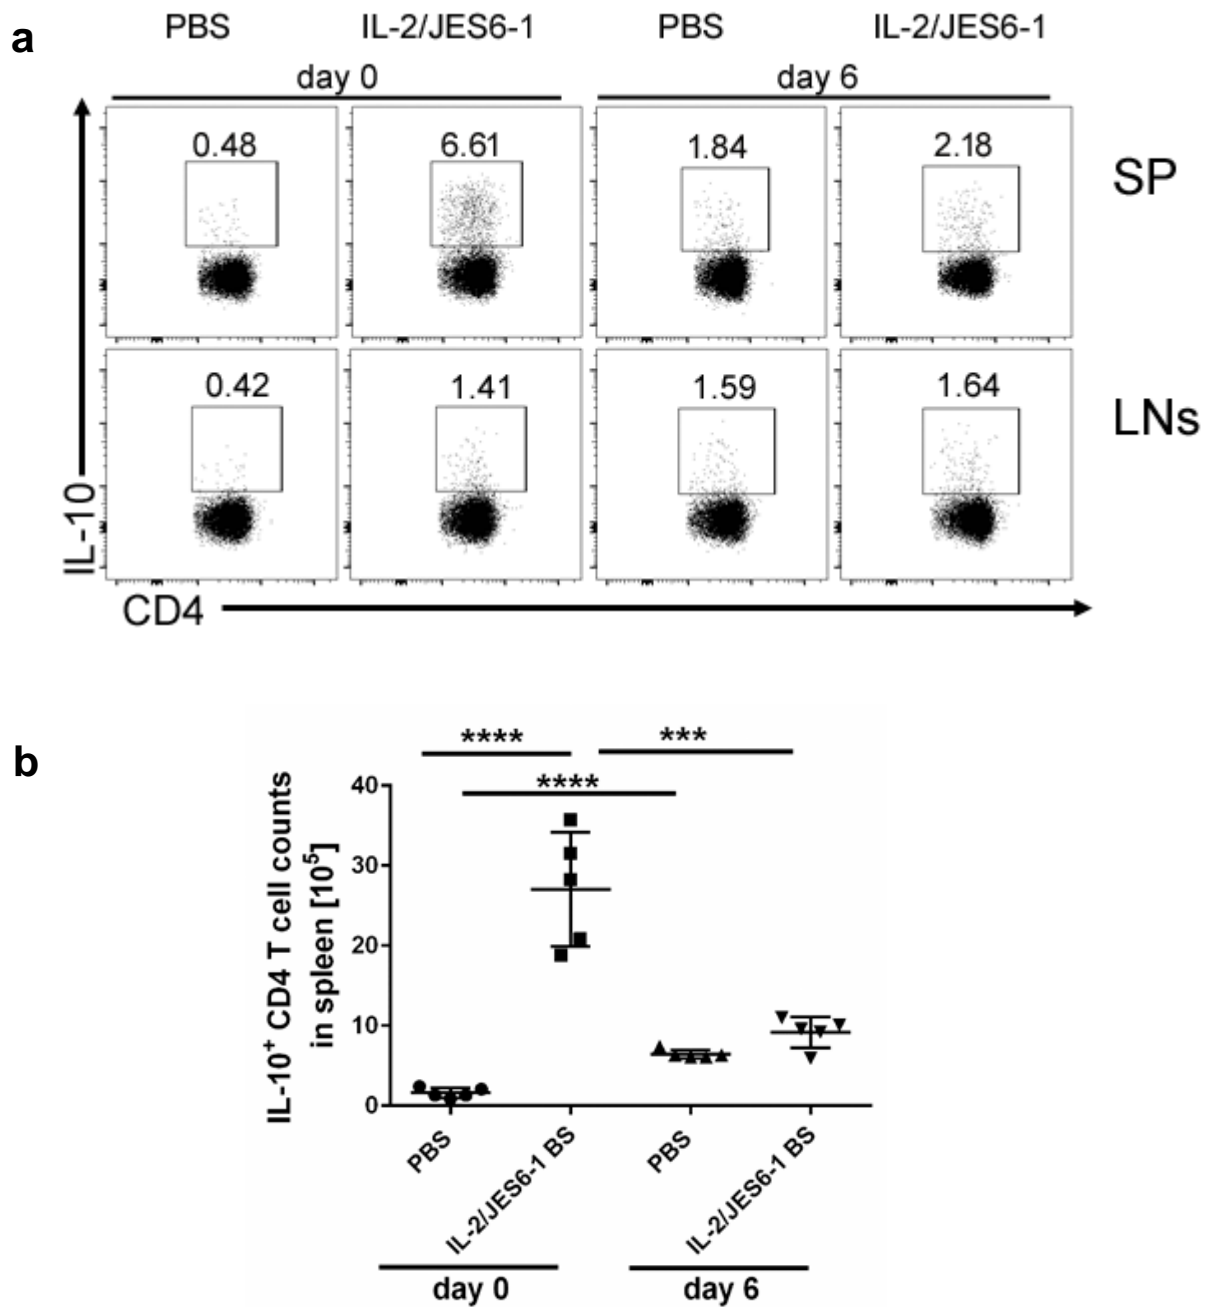 a
PBS IL-2/JES6-1 PBS IL-2/JES6-1
day 0 day 6
0.48 6.61 1.84 2.18
SP
0.42 1.41 1.59 1.64
LNs
IL-10
CD4
b
**** ***
****
IL-10+ CD4 T cell counts
in spleen [10^5]
40
30
20
10
0
PBS IL-2/JES6-1 BS PBS IL-2/JES6-1 BS
day 0 day 6